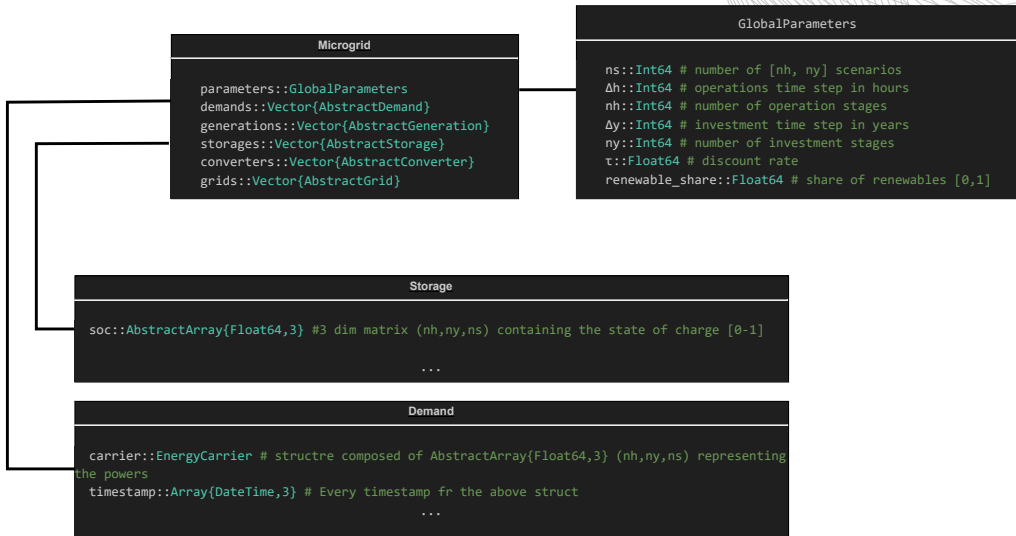 Microgrid
parameters::GlobalParameters
demands::Vector{AbstractDemand}
generations::Vector{AbstractGeneration}
storages::Vector{AbstractStorage}
converters::Vector{AbstractConverter}
grids::Vector{AbstractGrid}
GlobalParameters
ns::Int64 # number of [nh, ny] scenarios
Δh::Int64 # operations time step in hours
nh::Int64 # number of operation stages
Δy::Int64 # investment time step in years
ny::Int64 # number of investment stages
τ::Float64 # discount rate
renewable_share::Float64 # share of renewables [0,1]
Storage
soc::AbstractArray{Float64,3} #3 dim matrix (nh,ny,ns) containing the state of charge [0-1]
...
Demand
carrier::EnergyCarrier # structre composed of AbstractArray{Float64,3} (nh,ny,ns) representing
the powers
timestamp::Array{DateTime,3} # Every timestamp fr the above struct
...